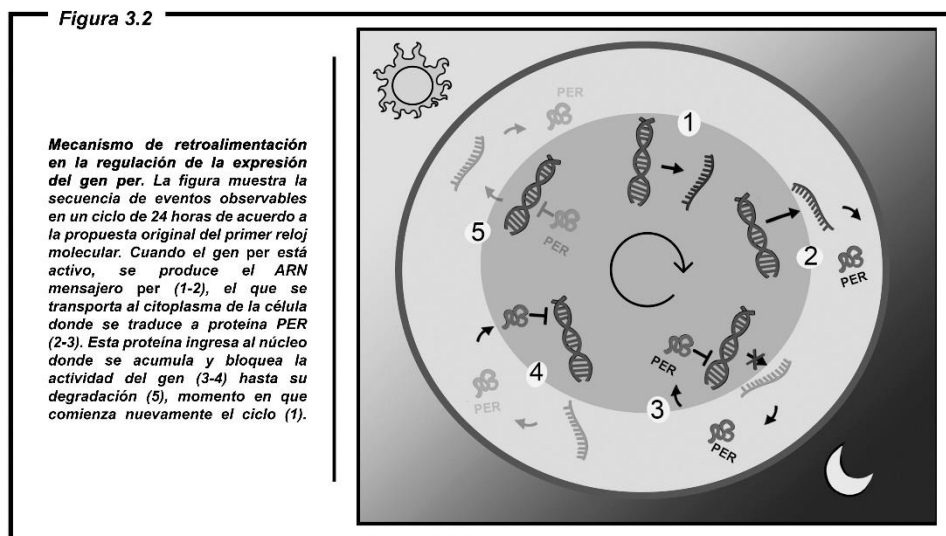 Figura 3.2
Mecanismo de retroalimentación
en la regulación de la expresión
del gen per. La figura muestra la
secuencia de eventos observables
en un ciclo de 24 horas de acuerdo a
la propuesta original del primer reloj
molecular. Cuando el gen per está
activo, se produce el ARN
mensajero per (1-2), el que se
transporta al citoplasma de la célula
donde se traduce a proteína PER
(2-3). Esta proteína ingresa al núcleo
donde se acumula y bloquea la
actividad del gen (3-4) hasta su
degradación (5), momento en que
comienza nuevamente el ciclo (1).
PER
1
5
PER
2
PER
PER
4
3
PER
PER